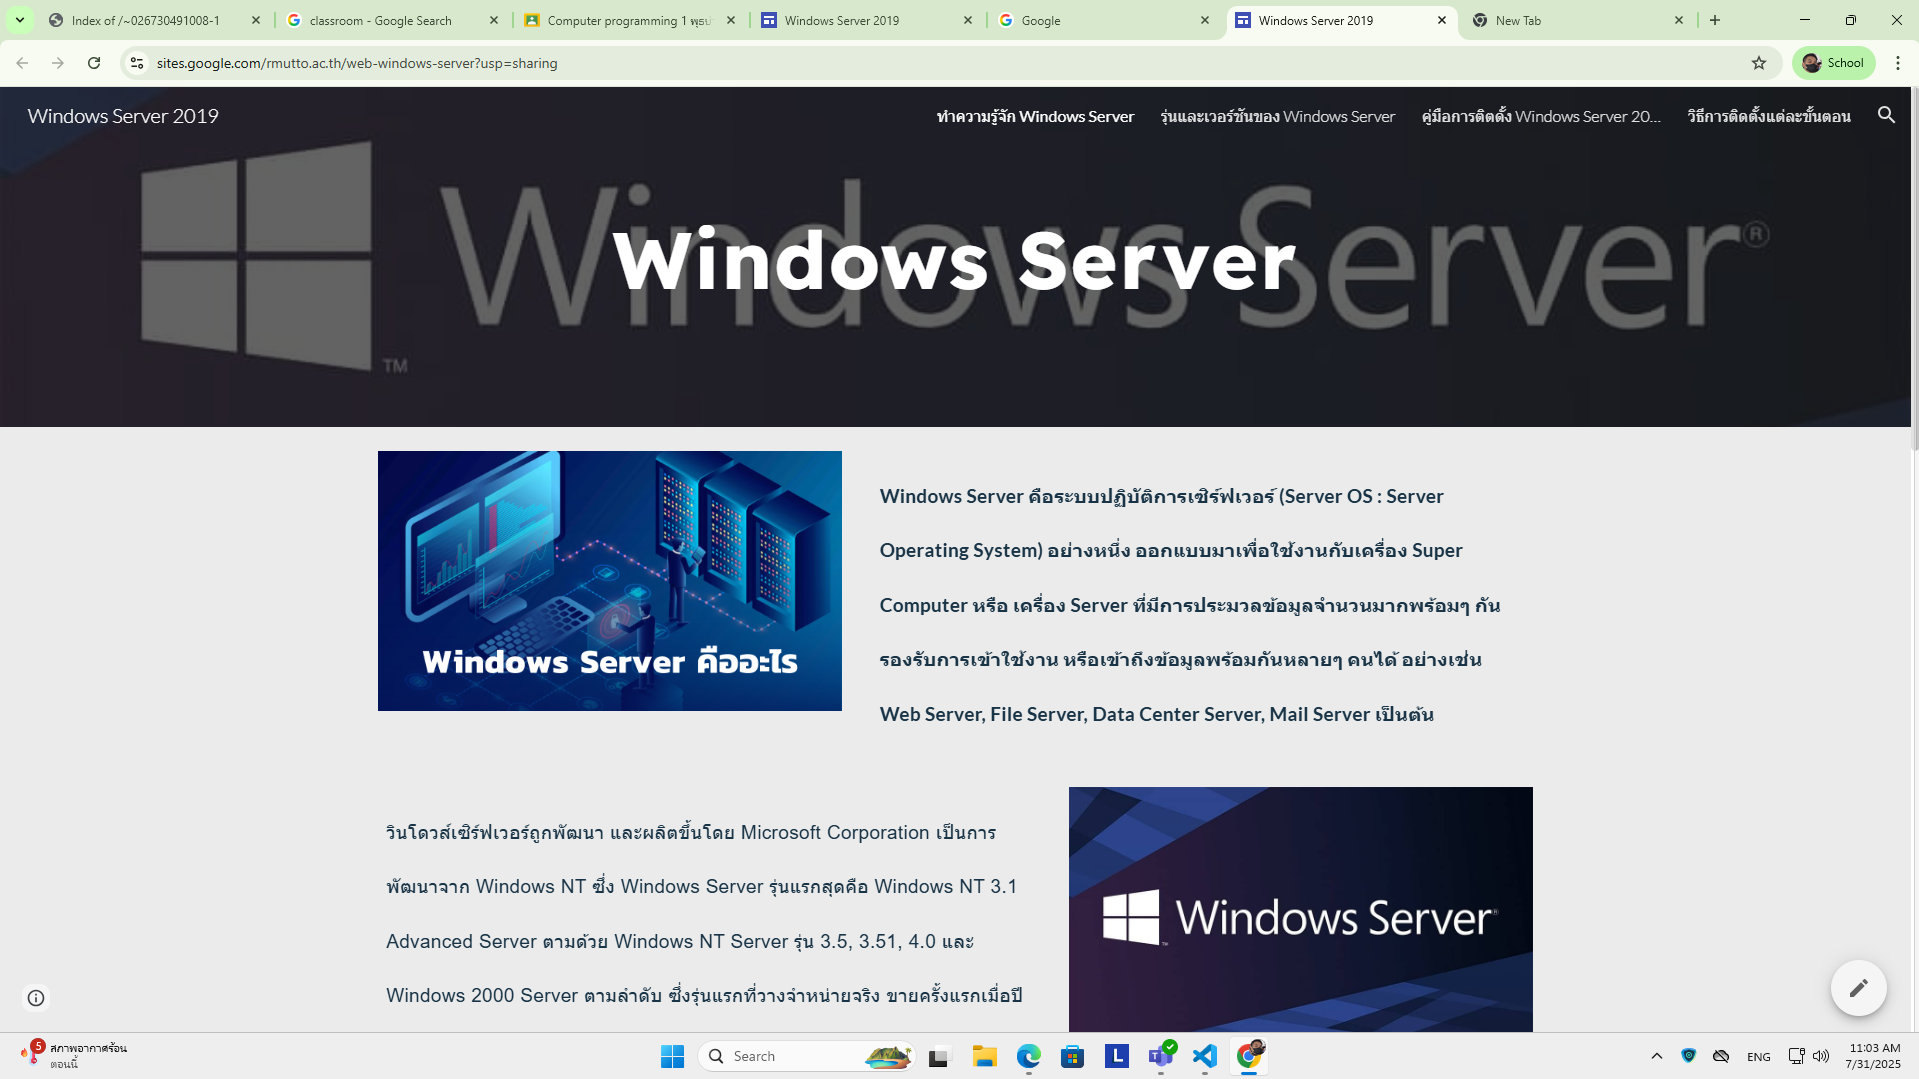 Index of /~026730491008-1
classroom - Google Search
Computer programming 1
Windows Server 2019
Google
Windows Server 2019
New Tab
sites.google.com/rmutto.ac.th/web-windows-server?usp=sharing
School
Windows Server 2019
ทำความรู้จัก Windows Server
รุ่นและเวอร์ชันของ Windows Server
คู่มือการติดตั้ง Windows Server 20...
วิธีการติดตั้งแต่ละขั้นตอน
Windows Server®
TM
Windows Server
Windows Server คืออะไร
Windows Server คือระบบปฏิบัติการเซิร์ฟเวอร์ (Server OS : Server
Operating System) อย่างหนึ่ง ออกแบบมาเพื่อใช้งานกับเครื่อง Super
Computer หรือ เครื่อง Server ที่มีการประมวลข้อมูลจำนวนมากพร้อมๆ กัน
รองรับการเข้าใช้งาน หรือเข้าถึงข้อมูลพร้อมกันหลายๆ คนได้ อย่างเช่น
Web Server, File Server, Data Center Server, Mail Server เป็นต้น
วินโดวส์เซิร์ฟเวอร์ถูกพัฒนา และผลิตขึ้นโดย Microsoft Corporation เป็นการ
พัฒนาจาก Windows NT ซึ่ง Windows Server รุ่นแรกสุดคือ Windows NT 3.1
Advanced Server ตามด้วย Windows NT Server รุ่น 3.5, 3.51, 4.0 และ
Windows 2000 Server ตามลำดับ ซึ่งรุ่นแรกที่วางจำหน่ายจริง ขายครั้งแรกเมื่อปี
Windows Server®
5
สภาพอากาศร้อน
ตอนนี้
Search
L
ENG
11:03 AM
7/31/2025